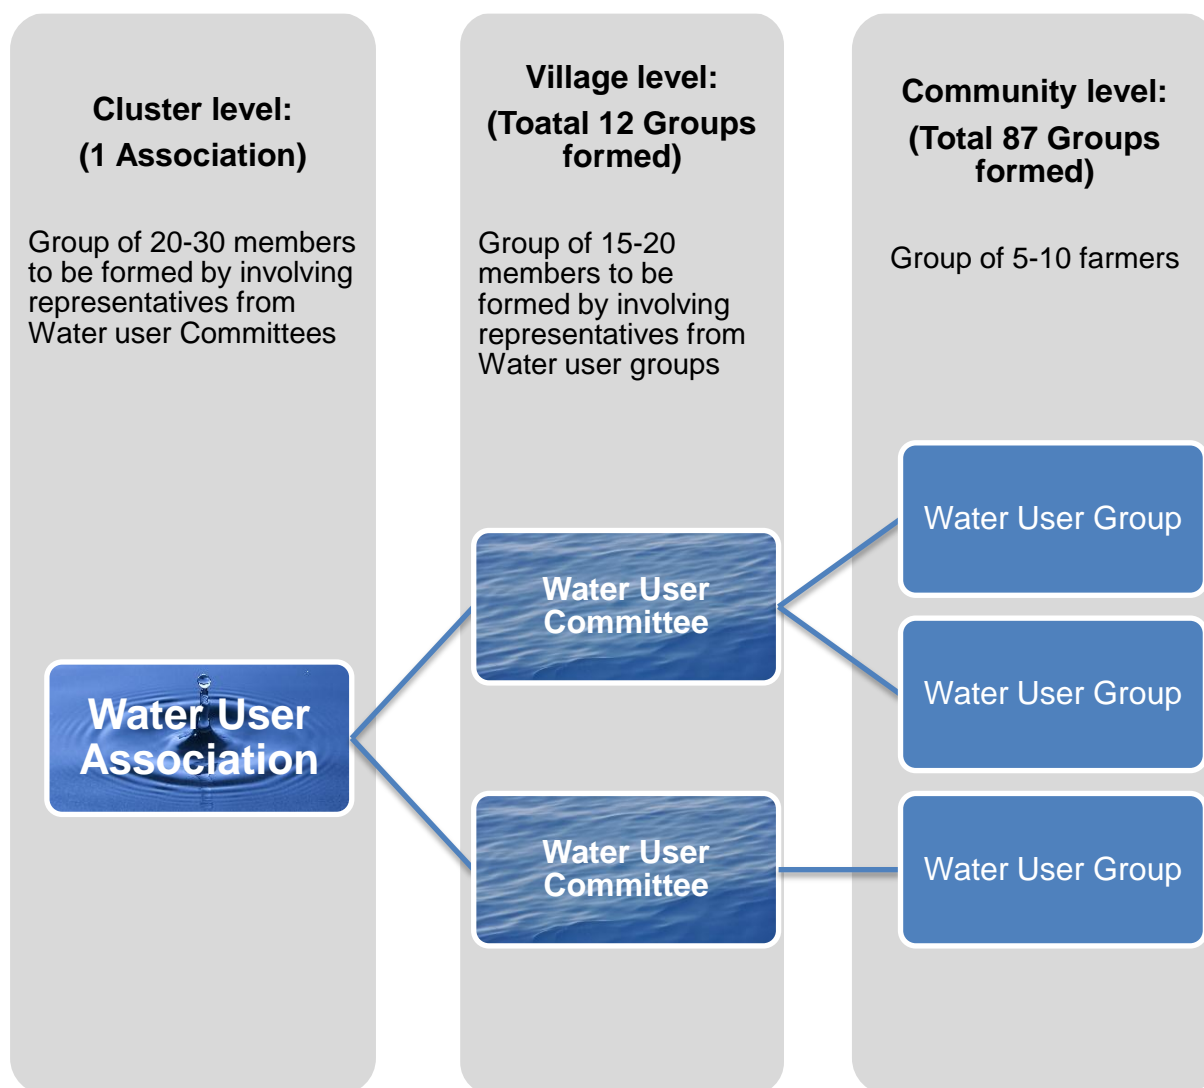 Cluster level:
(1 Association)
Group of 20-30 members
to be formed by involving
representatives from
Water user Committees
Village level:
(Toatal 12 Groups
formed)
Group of 15-20
members to be
formed by involving
representatives from
Water user groups
Community level:
(Total 87 Groups
formed)
Group of 5-10 farmers
Water User
Association
Water User
Committee
Water User
Committee
Water User Group
Water User Group
Water User Group